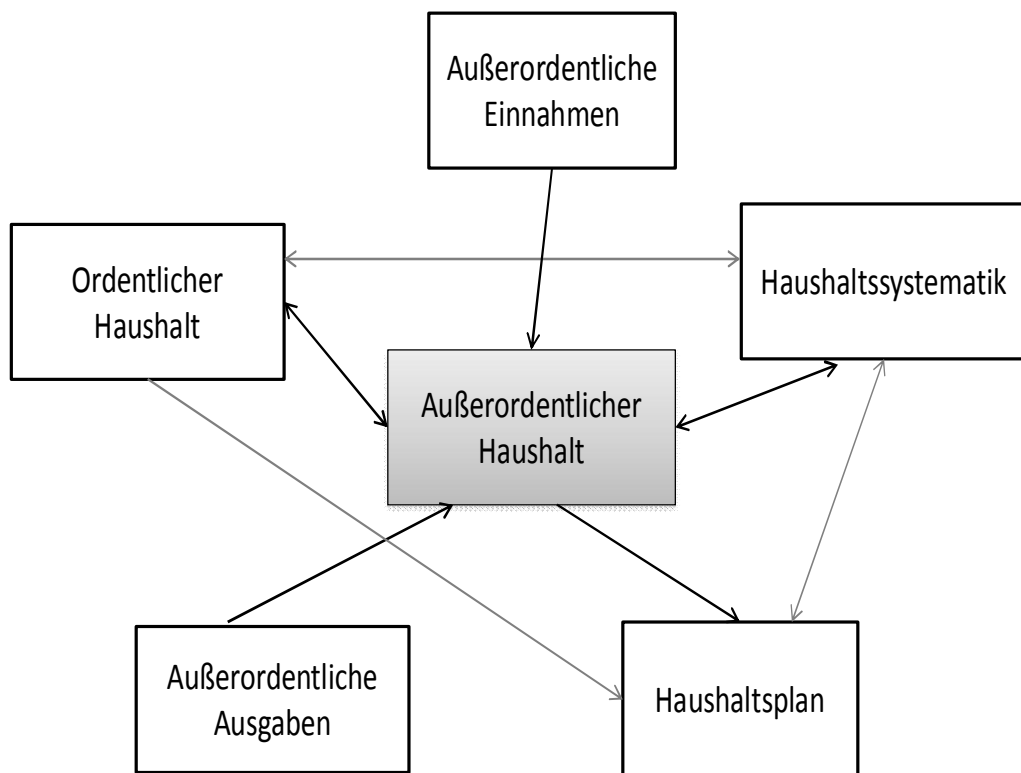 Außerordentliche
Einnahmen
Ordentlicher
Haushalt
Haushaltssystematik
Außerordentlicher
Haushalt
Außerordentliche
Ausgaben
Haushaltsplan